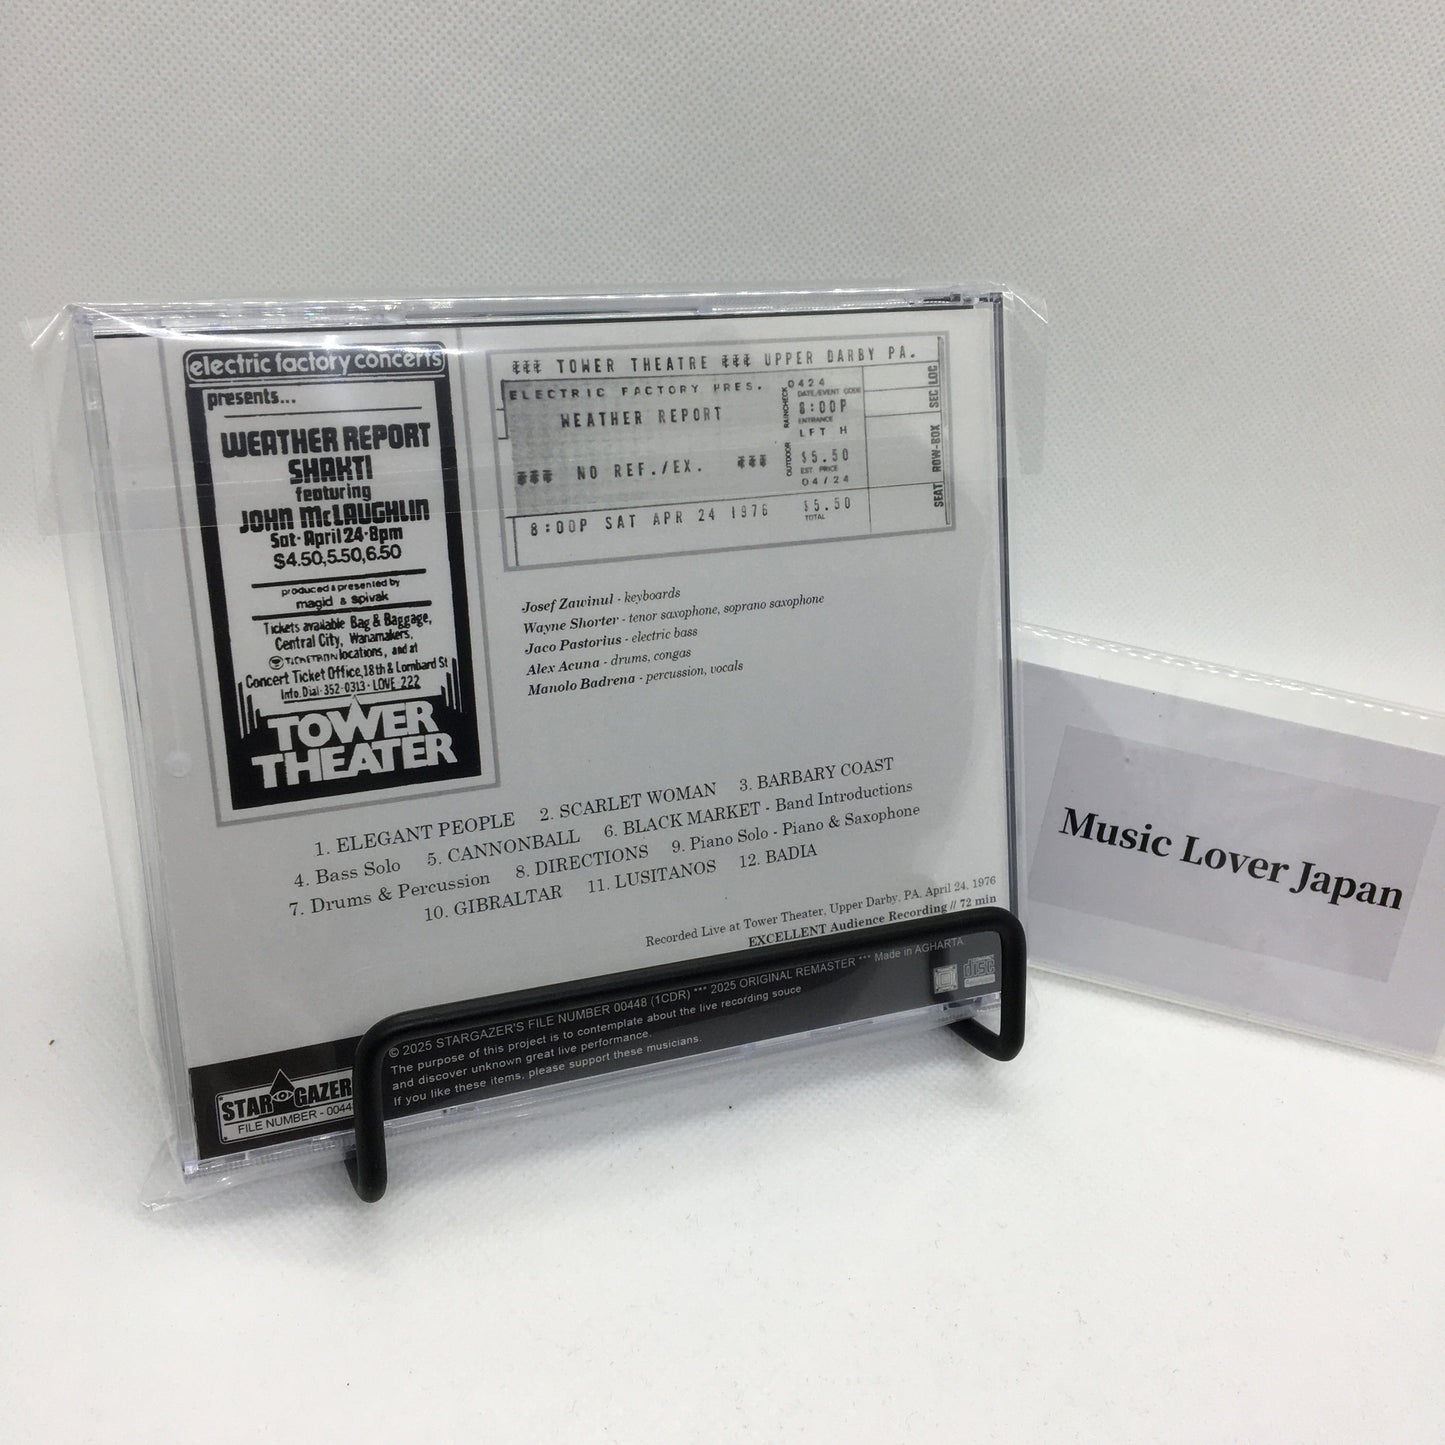 electric factory concerts
presents...
WEATHER REPORT
SHAKTI
featuring
JOHN McLAUGHLIN
Sat·April 24·8pm
$4.50,5.50,6.50
produced & presented by
magid & spivak
Tickets available Bag & Baggage,
Central City, Wanamakers,
TICKETRON locations, and at
Concert Ticket Office, 18th & Lombard St
Info. Dial·352·0313·LOVE 222
TOWER
THEATER
TOWER THEATRE UPPER DARBY PA.
ELECTRIC FACTORY PRES.
WEATHER REPORT
NO REF./EX.
8:00P SAT APR 24 1976
RAINCHECK
OUTDOOR
0424
DATE/EVENT CODE
8:00P
ENTRANCE
LFT H
$5.50
EST PRICE
04/24
$5.50
TOTAL
SEC LOC
ROW-BOX
SEAT
Josef Zawinul - keyboards
Wayne Shorter - tenor saxophone, soprano saxophone
Jaco Pastorius - electric bass
Alex Acuna - drums, congas
Manolo Badrena - percussion, vocals
1. ELEGANT PEOPLE 2. SCARLET WOMAN 3. BARBARY COAST
4. Bass Solo 5. CANNONBALL 6. BLACK MARKET - Band Introductions
7. Drums & Percussion 8. DIRECTIONS 9. Piano Solo - Piano & Saxophone
10. GIBRALTAR 11. LUSITANOS 12. BADIA
Recorded Live at Tower Theater, Upper Darby, PA, April 24, 1976
EXCELLENT Audience Recording // 72 min
© 2025 STARGAZER'S FILE NUMBER 00448 (1CDR) *** 2025 ORIGINAL REMASTER *** Made in AGHARTA
The purpose of this project is to contemplate about the live recording souce
and discover unknown great live performance.
If you like these items, please support these musicians.
STAR GAZER
FILE NUMBER - 0044
disc
Music Lover Japan